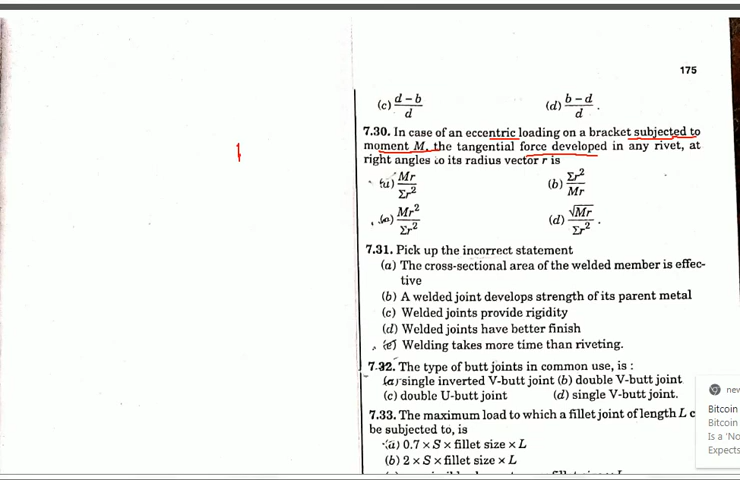 175
(c) d – b / d (d) b – d / d .
7.30. In case of an eccentric loading on a bracket subjected to
moment M, the tangential force developed in any rivet, at
right angles to its radius vector r is
(a) Mr / Σr² (b) Σr² / Mr
Mr² / Σr² (d) √Mr / Σr² .
7.31. Pick up the incorrect statement
(a) The cross-sectional area of the welded member is effec-
tive
(b) A welded joint develops strength of its parent metal
(c) Welded joints provide rigidity
(d) Welded joints have better finish
(e) Welding takes more time than riveting.
7.32. The type of butt joints in common use, is :
(a) single inverted V-butt joint (b) double V-butt joint
(c) double U-butt joint (d) single V-butt joint.
7.33. The maximum load to which a fillet joint of length L c
be subjected to, is
(a) 0.7 × S × fillet size × L
(b) 2 × S × fillet size × L
new
Bitcoin
Bitcoin
Is a 'No
Expects